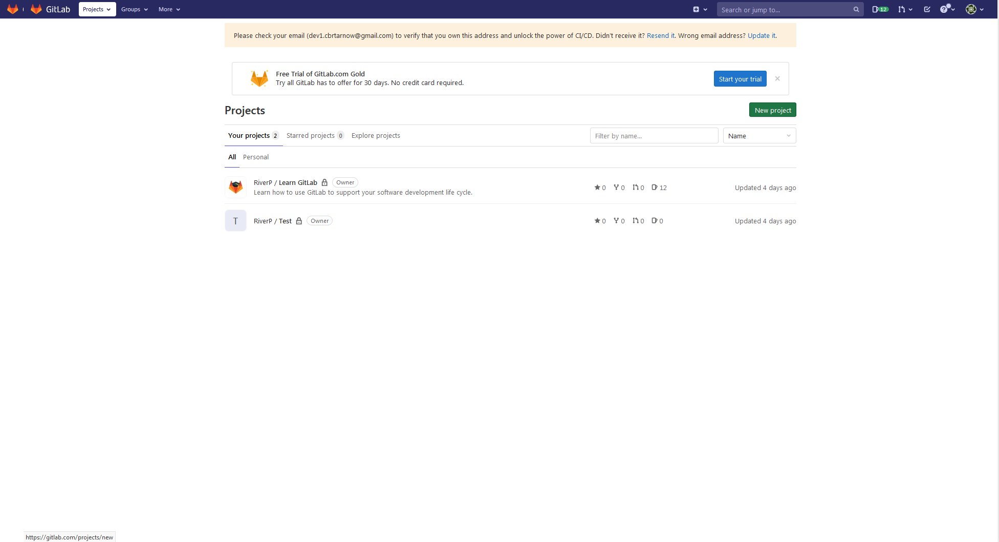 GitLab Projects Groups More Search or jump to... 12
Please check your email (dev1.cbrtarnow@gmail.com) to verify that you own this address and unlock the power of CI/CD. Didn't receive it? Resend it. Wrong email address? Update it.
Free Trial of GitLab.com Gold
Try all GitLab has to offer for 30 days. No credit card required.
Start your trial
Projects
New project
Your projects 2 Starred projects 0 Explore projects Filter by name... Name
All Personal
RiverP / Learn GitLab Owner
Learn how to use GitLab to support your software development life cycle.
0 0 0 12 Updated 4 days ago
T RiverP / Test Owner 0 0 0 0 Updated 4 days ago
https://gitlab.com/projects/new